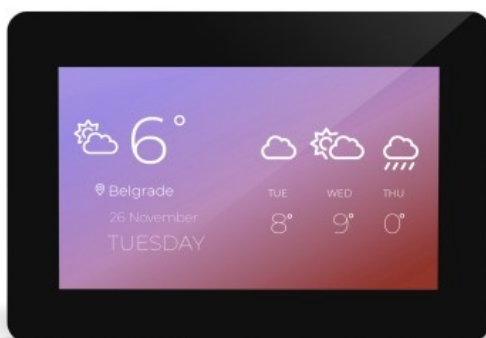 6°
Belgrade
26 November
TUESDAY
TUE WED THU
8° 9° 0°